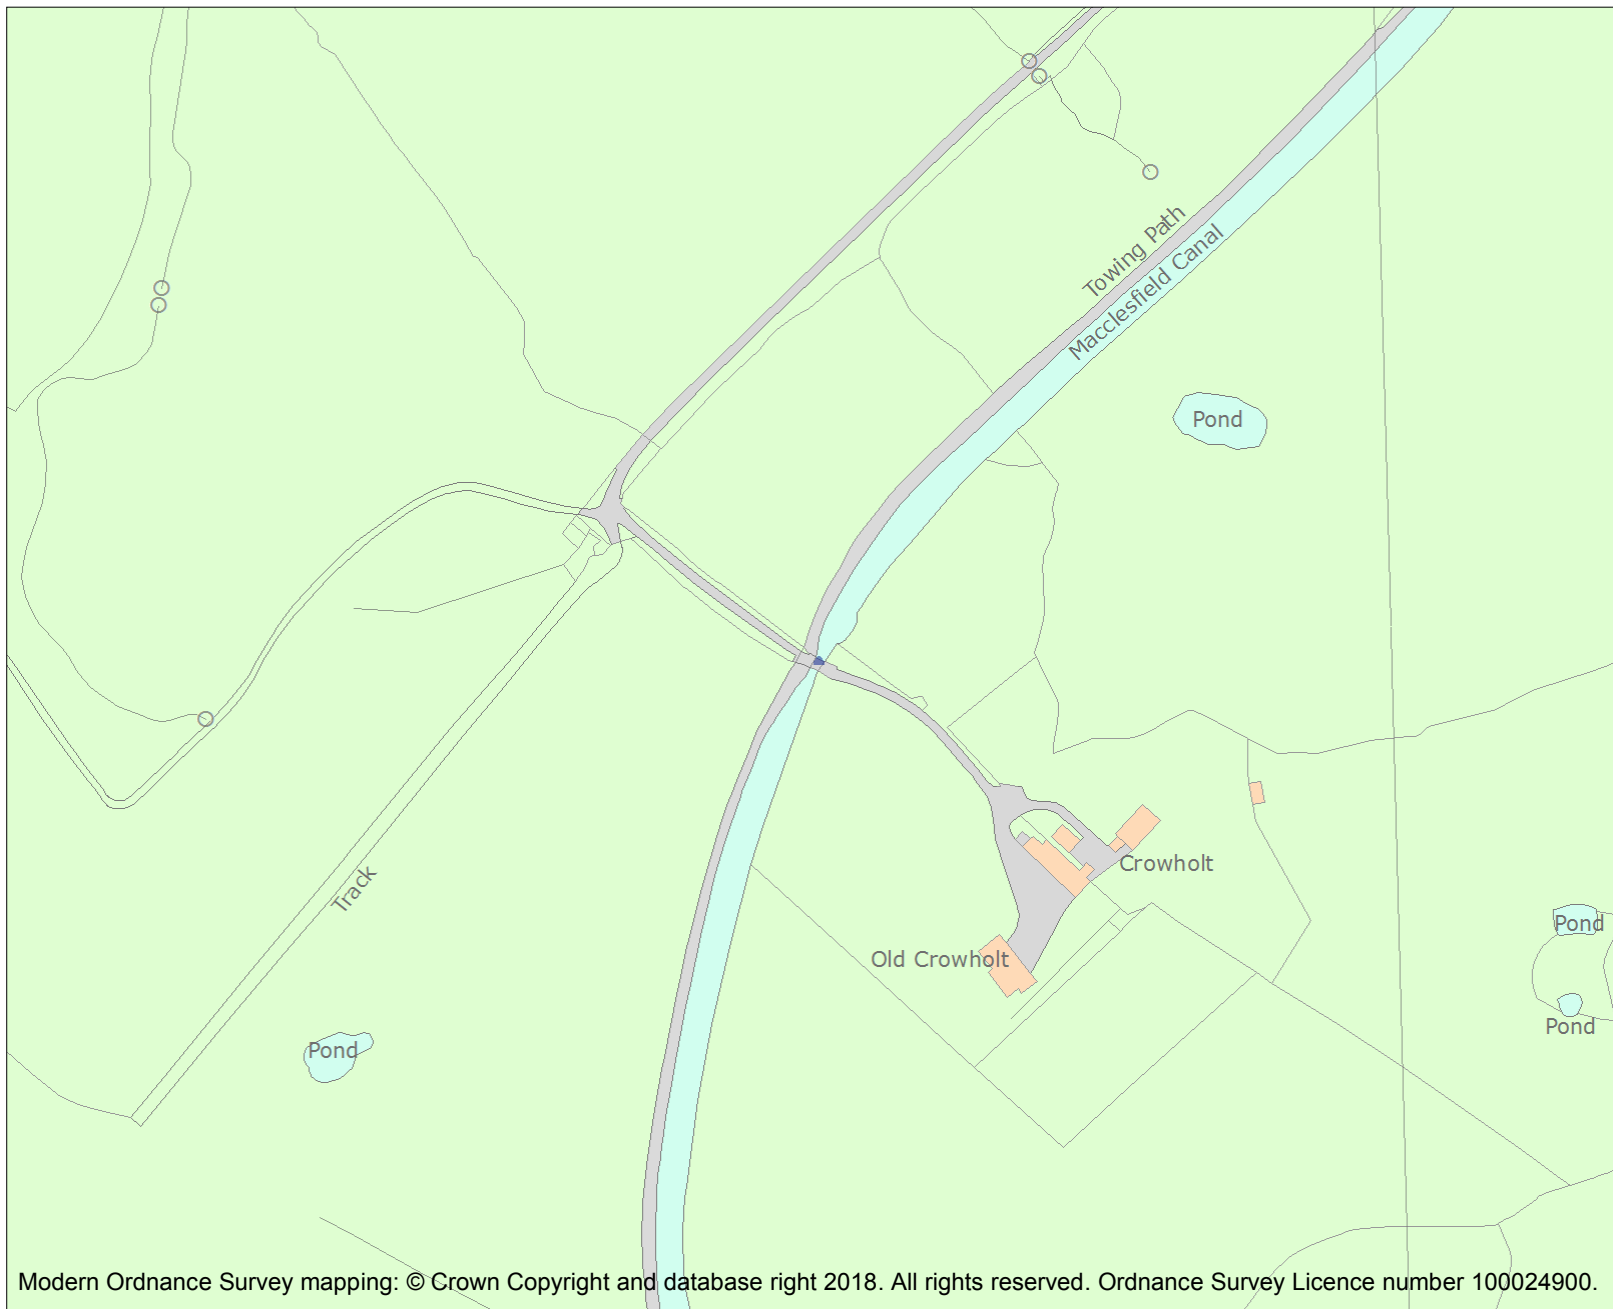 Towing Path
Macclesfield Canal
Pond
Track
Crowholt
Old Crowholt
Pond
Pond
Pond
Modern Ordnance Survey mapping: © Crown Copyright and database right 2018. All rights reserved. Ordnance Survey Licence number 100024900.